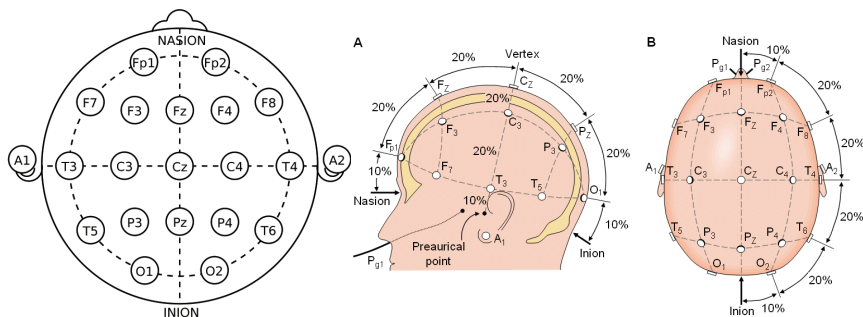 NASION
Fp1 Fp2
F7 F3 Fz F4 F8
A1 T3 C3 Cz C4 T4 A2
T5 P3 Pz P4 T6
O1 O2
INION
A
Vertex
20% 20%
FZ CZ
20% 20% 20%
F3 C3 PZ
Fp1 20% P3 20%
10% F7 T3 T5 O1
Nasion 10% 10%
A1
Preaurical
point
Inion
Pg1
B
Nasion
10%
Pg1 Pg2
Fp1 Fp2 20%
F7 F3 FZ F4 F8
20%
A1 T3 C3 CZ C4 T4 A2
20%
T5 P3 PZ P4 T6
O1 O2 20%
Inion 10%